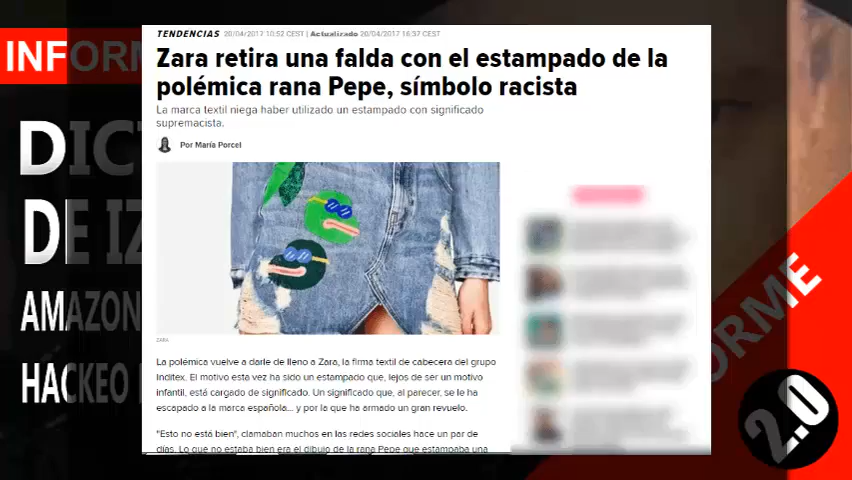 INFORME
TENDENCIAS 20/04/2017 10:52 CEST | Actualizado 20/04/2017 16:37 CEST
Zara retira una falda con el estampado de la
polémica rana Pepe, símbolo racista
La marca textil niega haber utilizado un estampado con significado
supremacista.
Por María Porcel
ZARA
La polémica vuelve a darle de lleno a Zara, la firma textil de cabecera del grupo
Inditex. El motivo esta vez ha sido un estampado que, lejos de ser un motivo
infantil, está cargado de significado. Un significado que, al parecer, se le ha
escapado a la marca española... y por la que ha armado un gran revuelo.
"Esto no está bien", clamaban muchos en las redes sociales hace un par de
días. Lo que no estaba bien era el dibujo de la rana Pepe que estampaba una
DICT
DE IZ
AMAZON
HACKEO
ORME
2.0